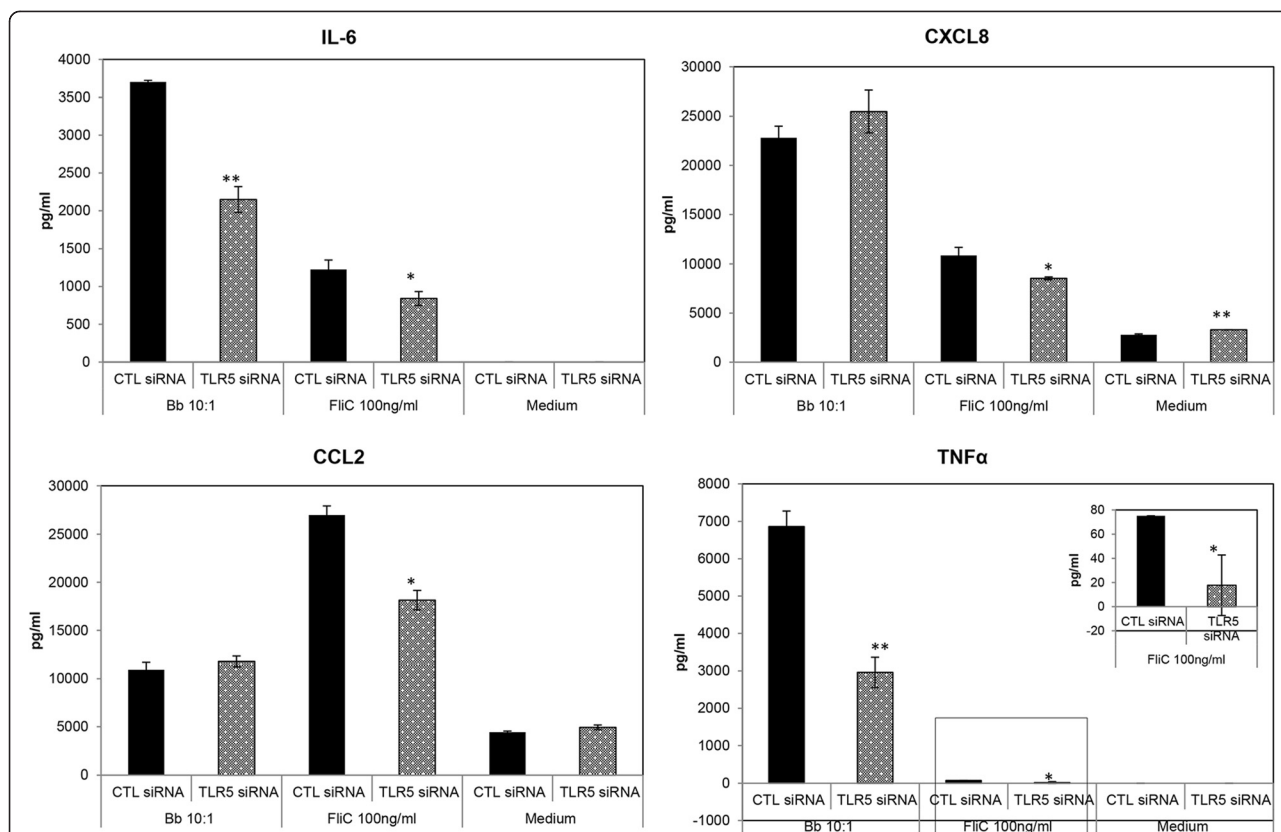 IL-6
4000
3500
3000
2500
2000
1500
1000
500
0
pg/ml
**
*
CTL siRNA TLR5 siRNA CTL siRNA TLR5 siRNA CTL siRNA TLR5 siRNA
Bb 10:1 FliC 100ng/ml Medium
CXCL8
30000
25000
20000
15000
10000
5000
0
pg/ml
*
**
CTL siRNA TLR5 siRNA CTL siRNA TLR5 siRNA CTL siRNA TLR5 siRNA
Bb 10:1 FliC 100ng/ml Medium
CCL2
30000
25000
20000
15000
10000
5000
0
pg/ml
*
CTL siRNA TLR5 siRNA CTL siRNA TLR5 siRNA CTL siRNA TLR5 siRNA
Bb 10:1 FliC 100ng/ml Medium
TNFα
8000
7000
6000
5000
4000
3000
2000
1000
0
-1000
pg/ml
**
*
CTL siRNA TLR5 siRNA CTL siRNA TLR5 siRNA CTL siRNA TLR5 siRNA
Bb 10:1 FliC 100ng/ml Medium
80
60
40
20
0
-20
pg/ml
*
CTL siRNA TLR5
siRNA
FliC 100ng/ml